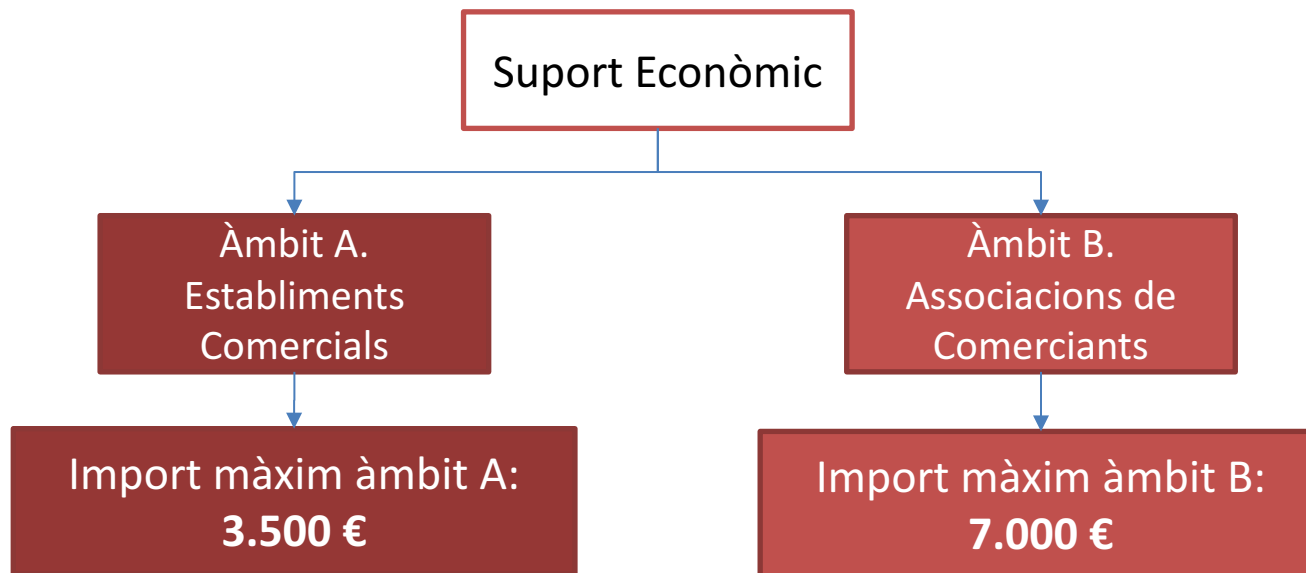 Suport Econòmic
Àmbit A.
Establiments
Comercials
Àmbit B.
Associacions de
Comerciants
Import màxim àmbit A:
3.500 €
Import màxim àmbit B:
7.000 €